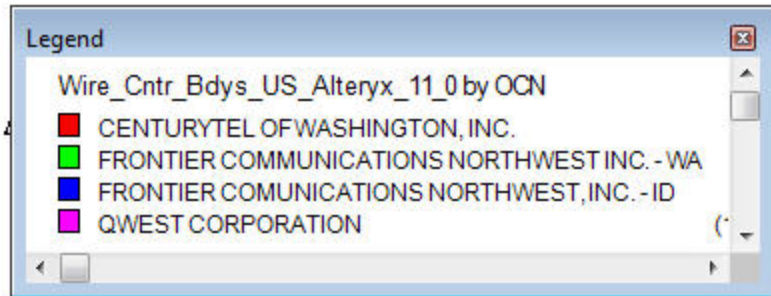 Legend
Wire_Cntr_Bdys_US_Alteryx_11_0 by OCN
CENTURYTEL OF WASHINGTON, INC.
FRONTIER COMMUNICATIONS NORTHWEST INC. - WA
FRONTIER COMUNICATIONS NORTHWEST, INC. - ID
QWEST CORPORATION